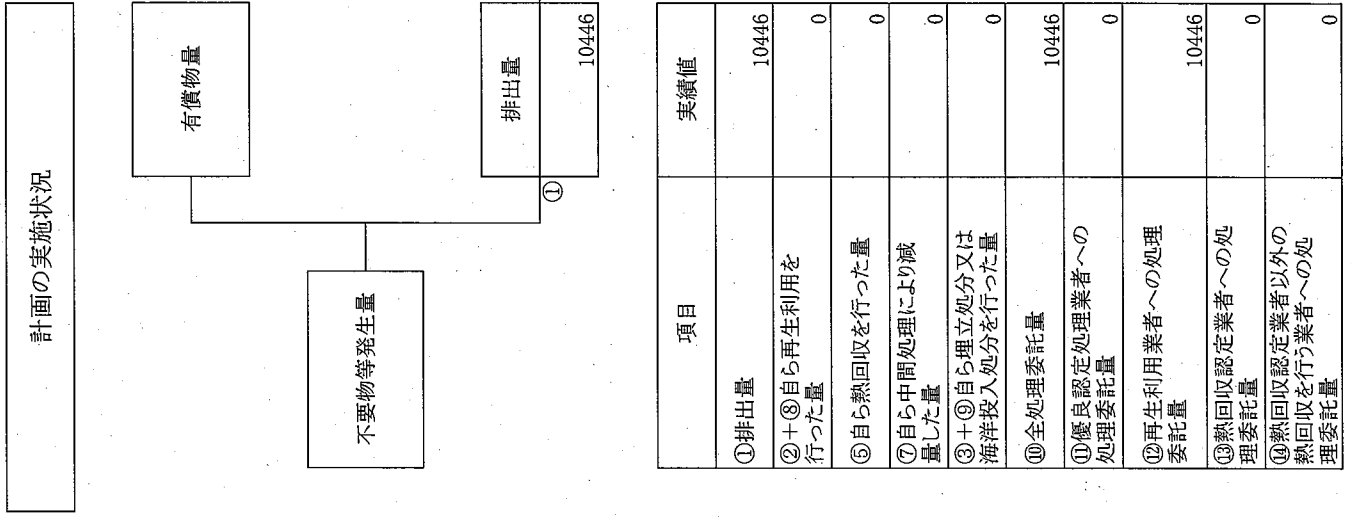 計画の実施状況
有償物量
不要物等発生量
排出量
①
10446
項目
実績値
①排出量
10446
②+⑧自ら再生利用を
行った量
0
⑤自ら熱回収を行った量
0
⑦自ら中間処理により減
量した量
0
③+⑨自ら埋立処分又は
海洋投入処分を行った量
0
⑩全処理委託量
10446
⑪優良認定処理業者への
処理委託量
0
⑫再生利用業者への処理
委託量
10446
⑬熱回収認定業者への処
理委託量
0
⑭熱回収認定業者以外の
熱回収を行う業者への処
理委託量
0